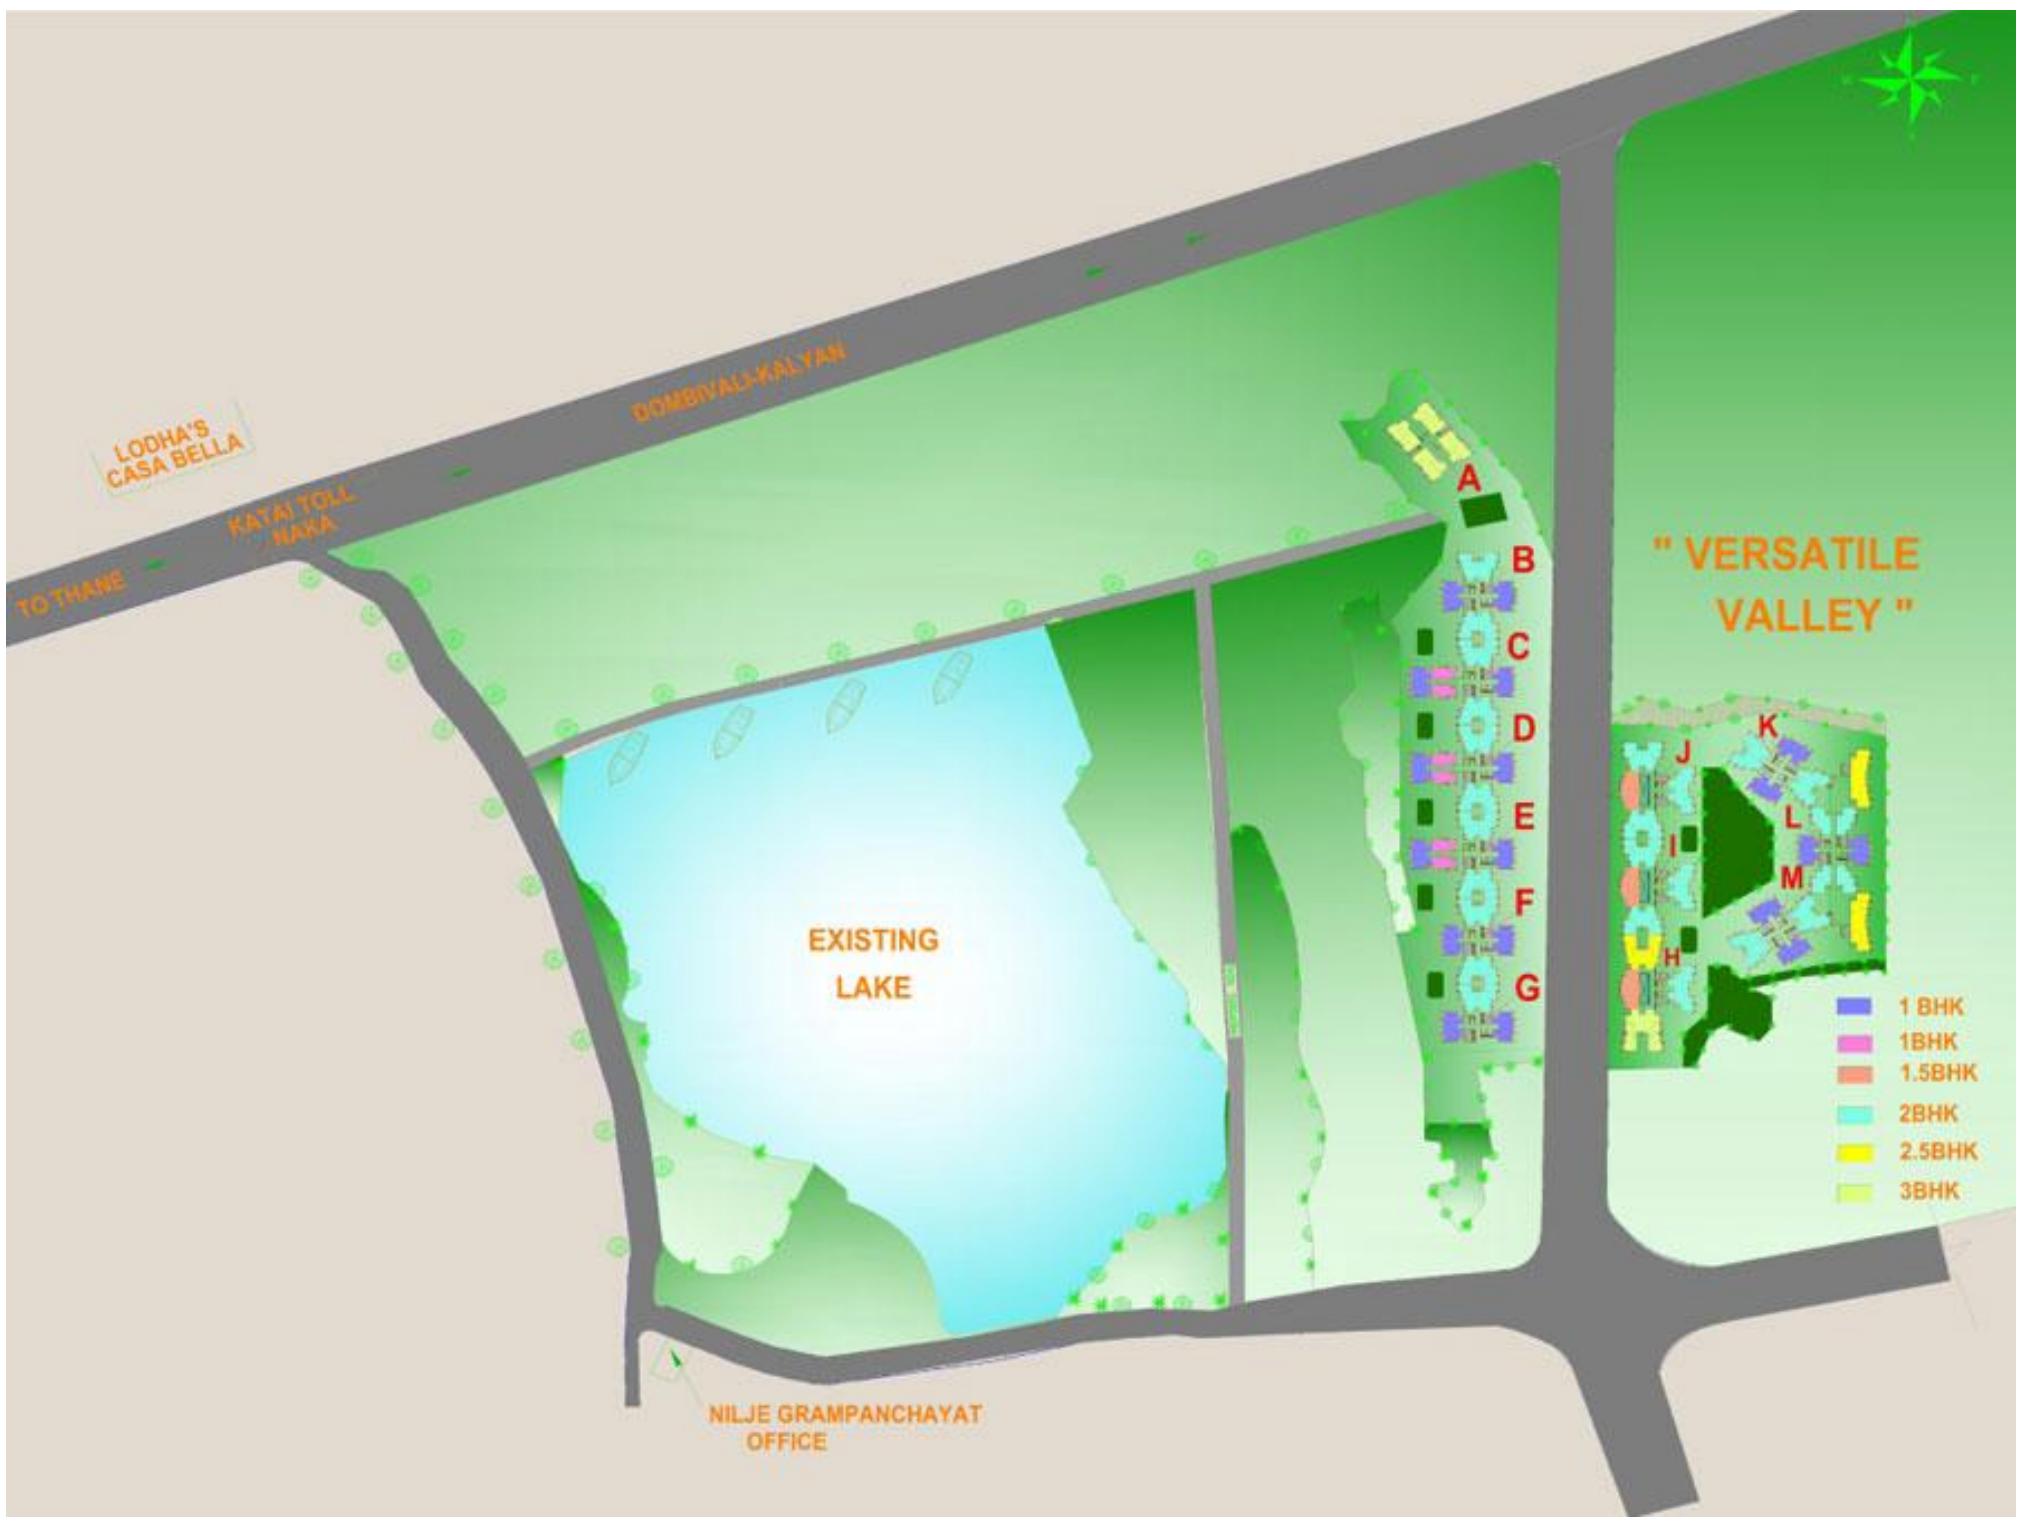 LODHA'S
CASA BELLA
TO THANE
KATAI TOLL
NAKA
DOMBIVALI-KALYAN
" VERSATILE
VALLEY "
A
B
C
D
E
F
G
J
K
I
L
M
H
EXISTING
LAKE
1 BHK
1BHK
1.5BHK
2BHK
2.5BHK
3BHK
NILJE GRAMPANCHAYAT
OFFICE